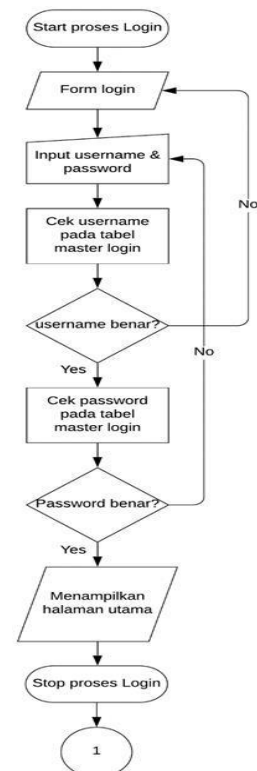 Start proses Login
Form login
Input username &
password
No
Cek username
pada tabel
master login
username benar?
No
Yes
Cek password
pada tabel
master login
Password benar?
Yes
Menampilkan
halaman utama
Stop proses Login
1